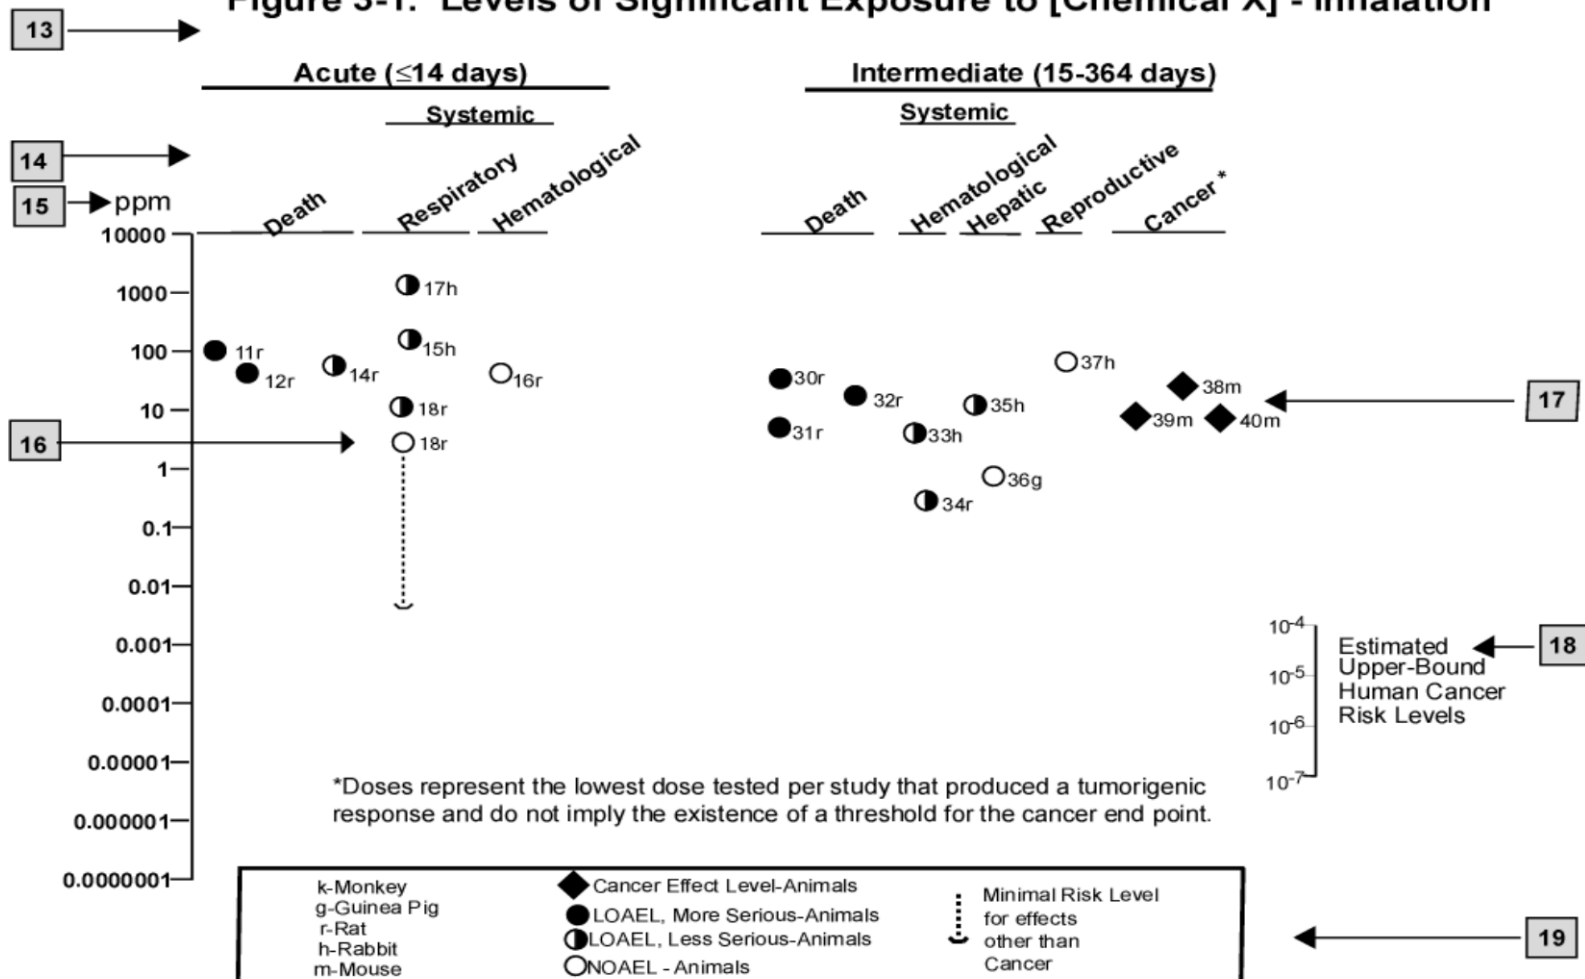 Figure 3-1. Levels of Significant Exposure to [Chemical X] - Inhalation
13
Acute (≤14 days)
Intermediate (15-364 days)
Systemic
Systemic
14
15
ppm
Death
Respiratory
Hematological
Death
Hematological
Hepatic
Reproductive
Cancer*
10000
1000
100
10
1
0.1
0.01
0.001
0.0001
0.00001
0.000001
0.0000001
17h
15h
11r
12r
14r
16r
18r
18r
16
30r
32r
31r
35h
33h
36g
34r
37h
38m
39m
40m
17
10-4
10-5
10-6
10-7
Estimated
Upper-Bound
Human Cancer
Risk Levels
18
*Doses represent the lowest dose tested per study that produced a tumorigenic
response and do not imply the existence of a threshold for the cancer end point.
k-Monkey
g-Guinea Pig
r-Rat
h-Rabbit
m-Mouse
Cancer Effect Level-Animals
LOAEL, More Serious-Animals
LOAEL, Less Serious-Animals
NOAEL - Animals
Minimal Risk Level
for effects
other than
Cancer
19